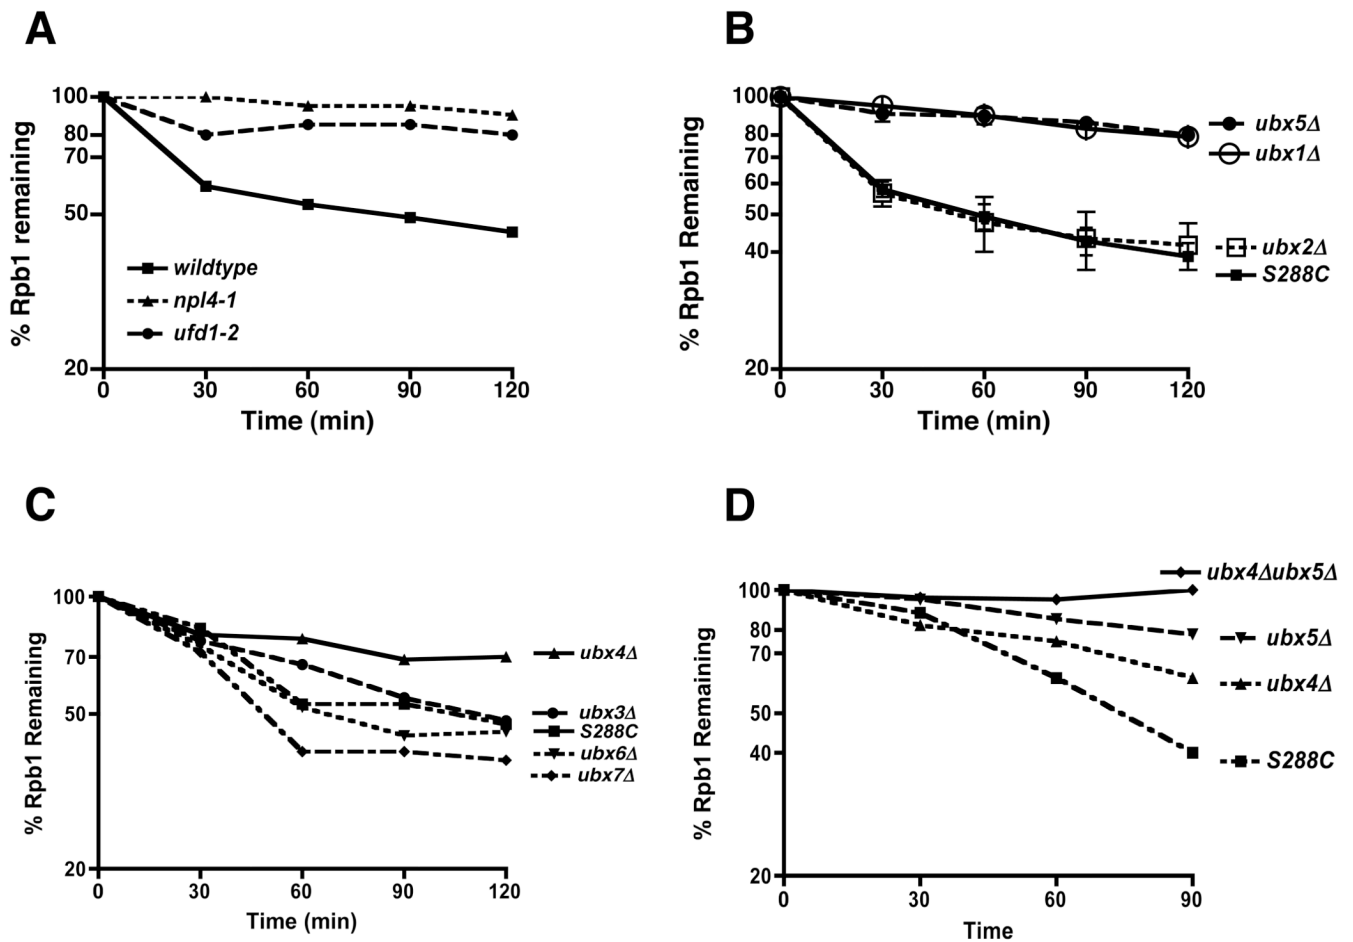 A
% Rpb1 remaining
100
80
70
50
20
wildtype
npl4-1
ufd1-2
0 30 60 90 120
Time (min)
B
% Rpb1 Remaining
100
80
70
60
50
40
20
ubx5Δ
ubx1Δ
ubx2Δ
S288C
0 30 60 90 120
Time (min)
C
% Rpb1 Remaining
100
70
50
20
ubx4Δ
ubx3Δ
S288C
ubx6Δ
ubx7Δ
0 30 60 90 120
Time (min)
D
% Rpb1 Remaining
100
80
70
50
40
20
ubx4Δubx5Δ
ubx5Δ
ubx4Δ
S288C
0 30 60 90
Time